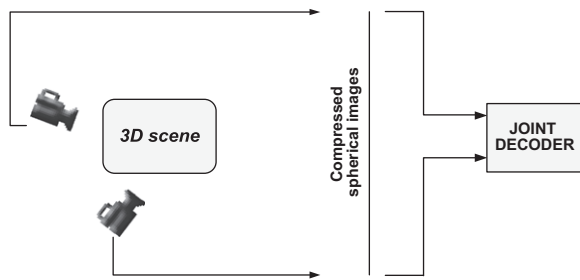 3D scene
Compressed
spherical images
JOINT
DECODER